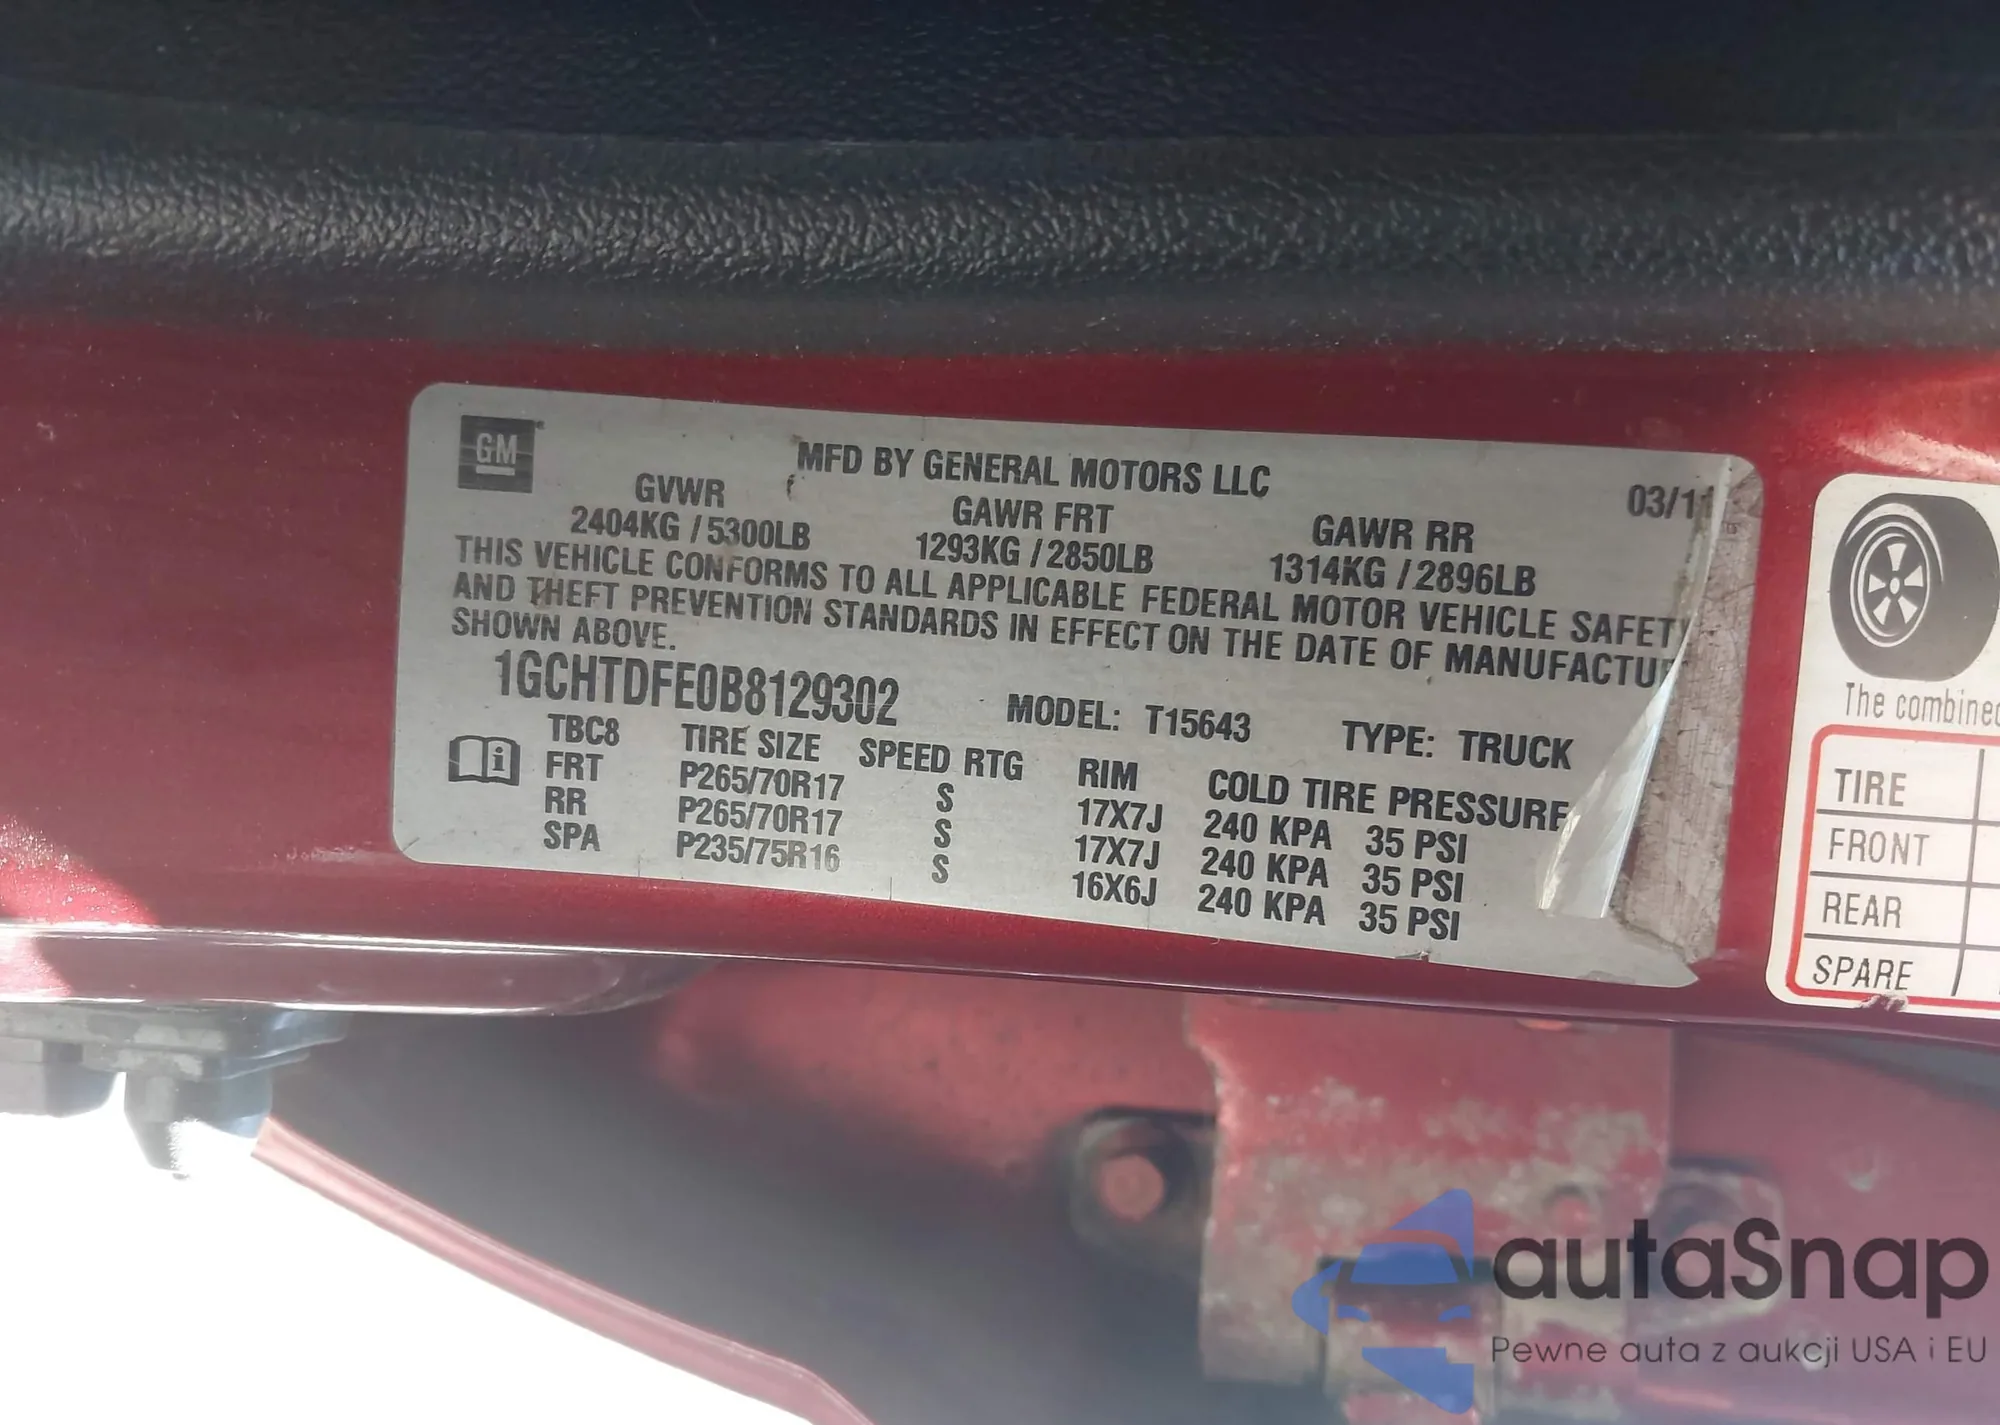 GM
MFD BY GENERAL MOTORS LLC
03/11
GVWR GAWR FRT GAWR RR
2404KG / 5300LB 1293KG / 2850LB 1314KG / 2896LB
THIS VEHICLE CONFORMS TO ALL APPLICABLE FEDERAL MOTOR VEHICLE SAFETY
AND THEFT PREVENTION STANDARDS IN EFFECT ON THE DATE OF MANUFACTU
SHOWN ABOVE.
1GCHTDFE0B8129302 MODEL: T15643 TYPE: TRUCK
TBC8 TIRE SIZE SPEED RTG RIM COLD TIRE PRESSURE
FRT P265/70R17 S 17X7J 240 KPA 35 PSI
RR P265/70R17 S 17X7J 240 KPA 35 PSI
SPA P235/75R16 S 16X6J 240 KPA 35 PSI
The combined
TIRE
FRONT
REAR
SPARE
autaSnap
Pewne auta z aukcji USA i EU